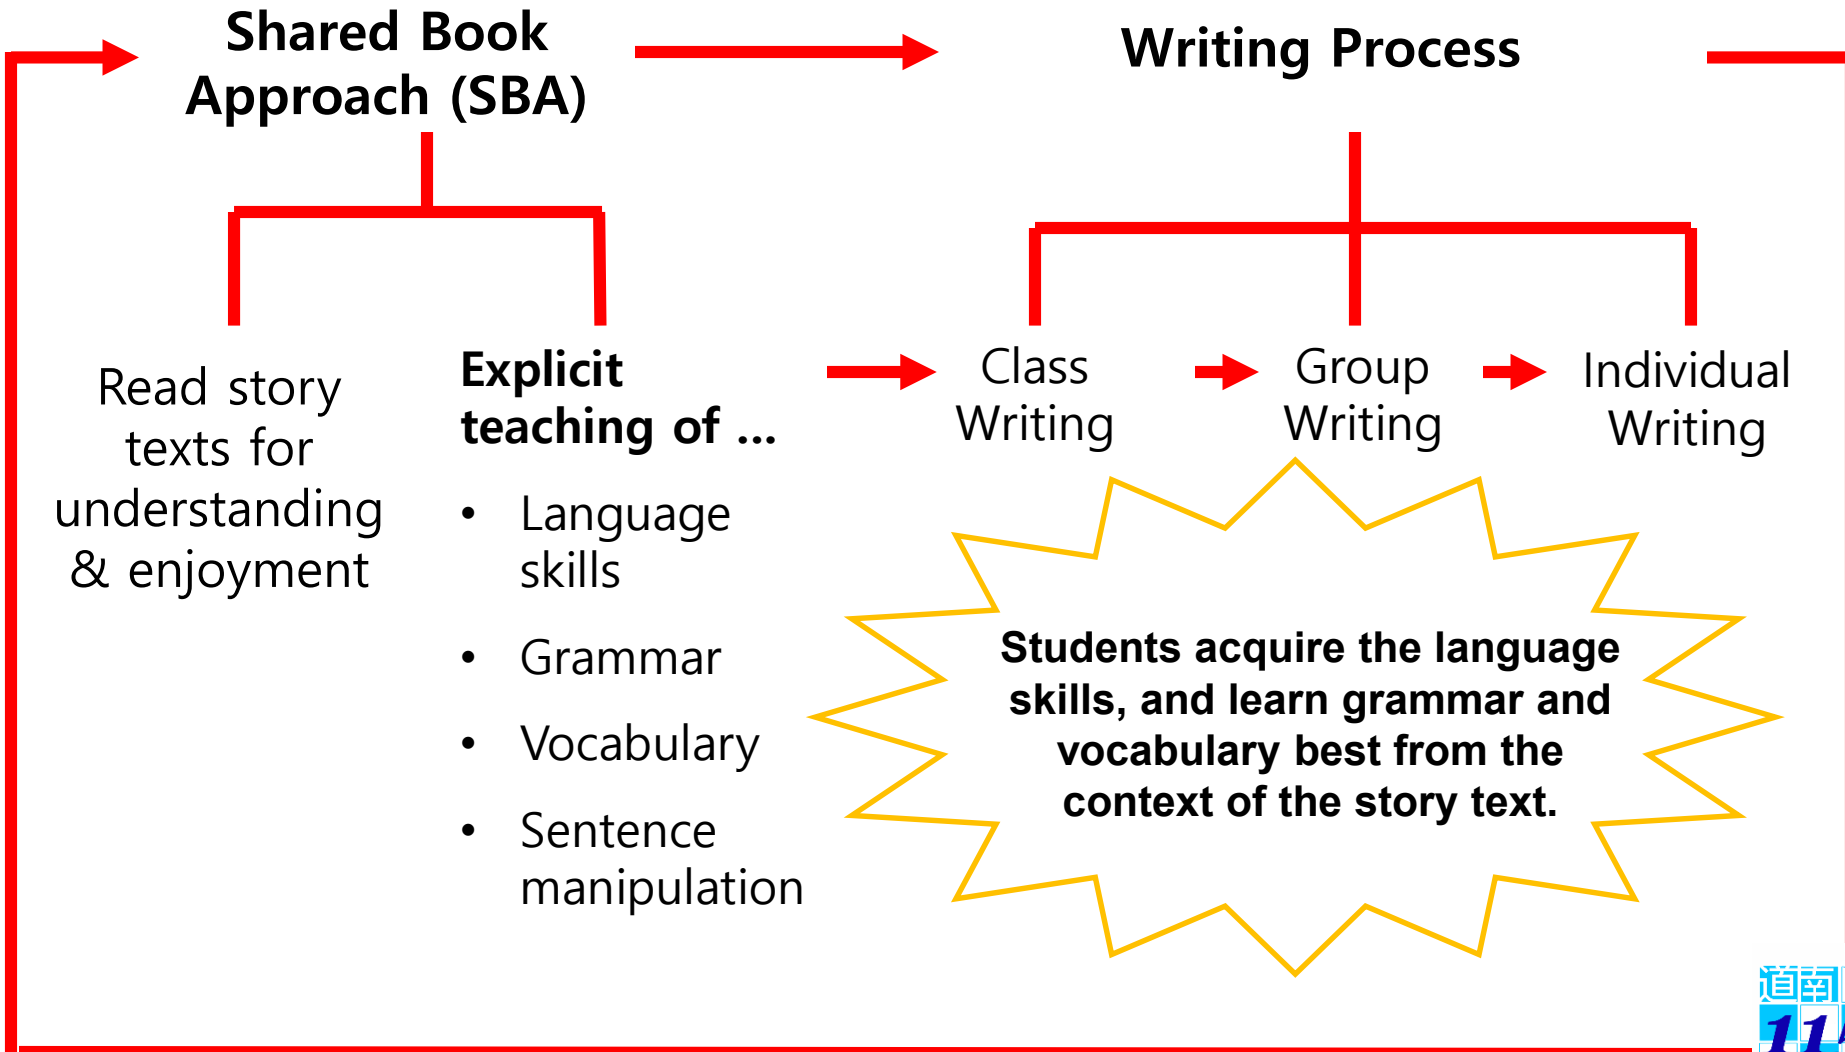 Shared Book
Approach (SBA)
Writing Process
Read story
texts for
understanding
& enjoyment
Explicit
teaching of ...
• Language
skills
• Grammar
• Vocabulary
• Sentence
manipulation
Class
Writing
Group
Writing
Individual
Writing
Students acquire the language
skills, and learn grammar and
vocabulary best from the
context of the story text.
道南